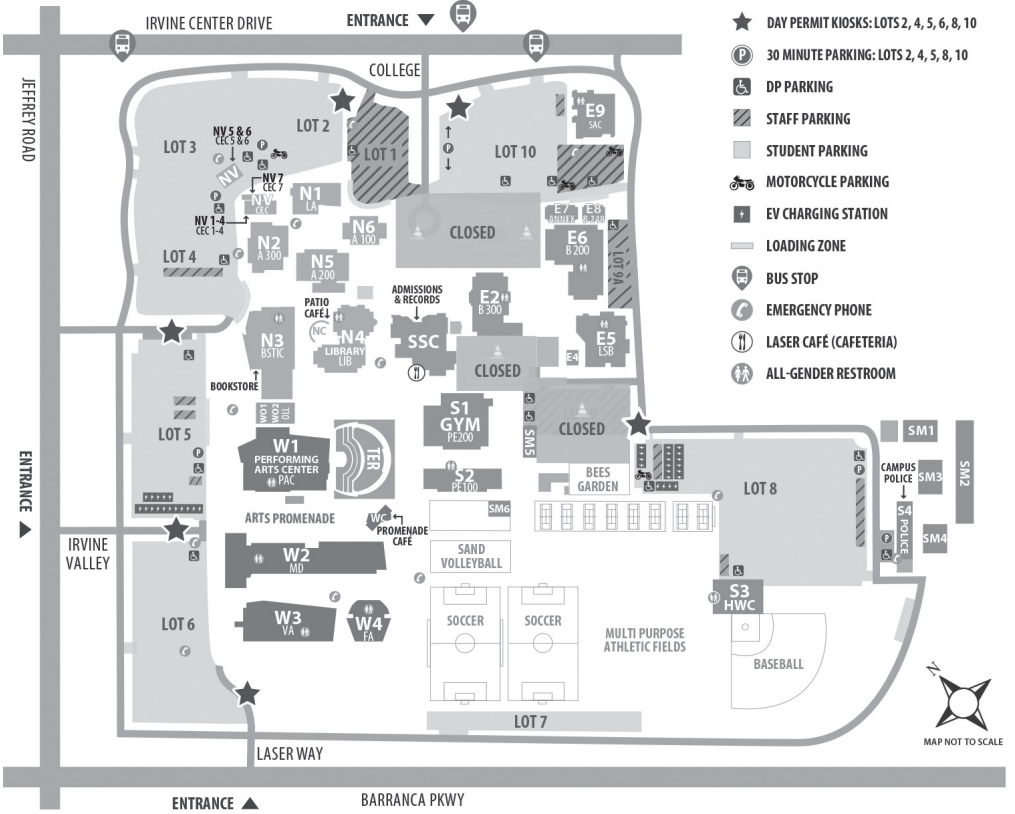 IRVINE CENTER DRIVE
ENTRANCE
COLLEGE
JEFFREY ROAD
DAY PERMIT KIOSKS: LOTS 2, 4, 5, 6, 8, 10
P
30 MINUTE PARKING: LOTS 2, 4, 5, 8, 10
DP PARKING
STAFF PARKING
STUDENT PARKING
MOTORCYCLE PARKING
EV CHARGING STATION
LOADING ZONE
BUS STOP
EMERGENCY PHONE
LASER CAFÉ (CAFETERIA)
ALL-GENDER RESTROOM
LOT 3
LOT 2
LOT 1
LOT 10
E9
SAC
NV 5 & 6
CEC 5 & 6
P
P
NV
NV 7
CEC 7
NV
CEC
P
NV 1-4
CEC 1-4
N1
LA
N6
A 100
N2
A 300
N5
A 200
LOT 4
CLOSED
E7
ANNEX
E8
E6
B 200
LOT 9A
PATIO
CAFÉ
NC
N3
BSTIC
N4
LIBRARY
LIB
ADMISSIONS
& RECORDS
SSC
E2
B 300
E5
LSB
E4
CLOSED
BOOKSTORE
WO1
WO2
OLL
LOT 5
P
W1
PERFORMING
ARTS CENTER
PAC
TER
S1
GYM
PE200
S2
PE100
SM5
CLOSED
BEES
GARDEN
LOT 8
P
CAMPUS
POLICE
SM1
SM2
SM3
S4
POLICE
SM4
P
ENTRANCE
IRVINE
VALLEY
ARTS PROMENADE
WC
PROMENADE
CAFÉ
SM6
SAND
VOLLEYBALL
W2
MD
W3
VA
W4
FA
LOT 6
SOCCER
SOCCER
MULTI PURPOSE
ATHLETIC FIELDS
S3
HWC
BASEBALL
LOT 7
N
MAP NOT TO SCALE
LASER WAY
ENTRANCE
BARRANCA PKWY